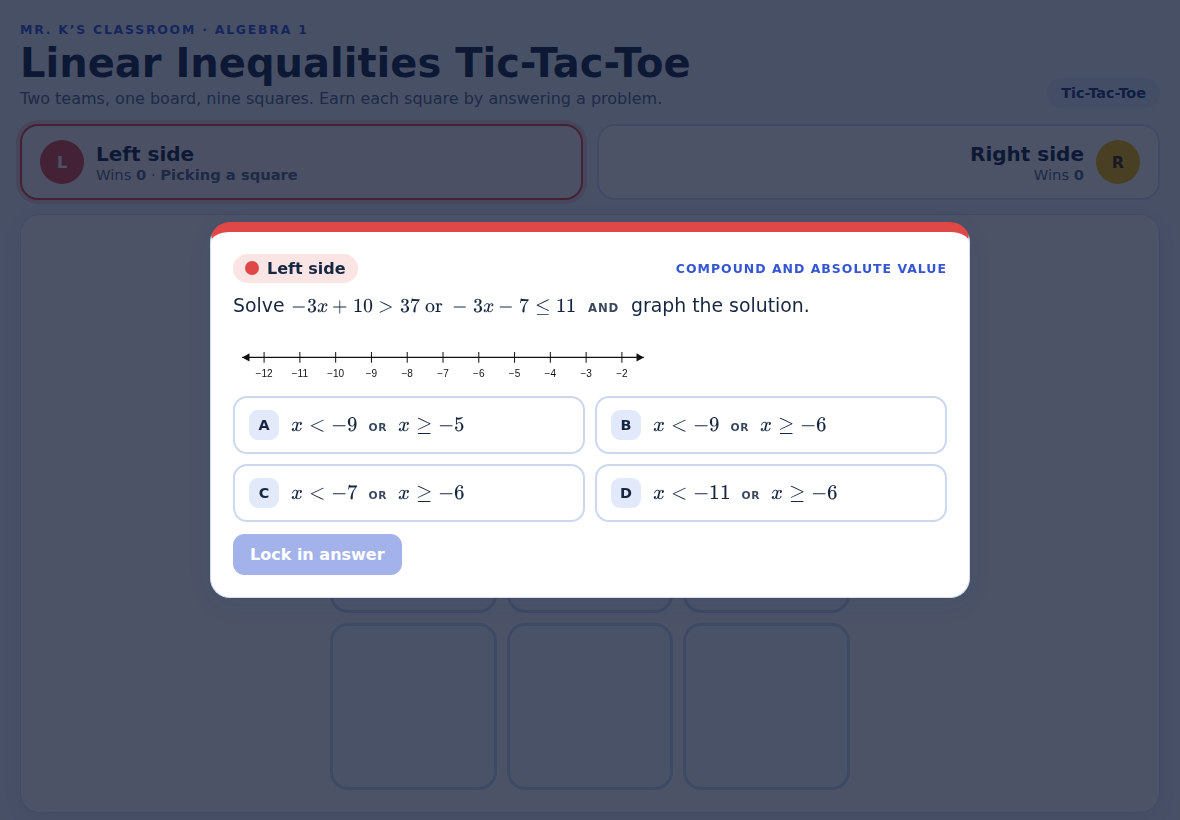 MR. K’S CLASSROOM · ALGEBRA 1
Linear Inequalities Tic-Tac-Toe
Two teams, one board, nine squares. Earn each square by answering a problem.
Tic-Tac-Toe
L
Left side
Wins 0 · Picking a square
Right side
Wins 0
R
Left side
COMPOUND AND ABSOLUTE VALUE
Solve −3x + 10 > 37 or − 3x − 7 ≤ 11 AND graph the solution.
−12 −11 −10 −9 −8 −7 −6 −5 −4 −3 −2
A x < −9 OR x ≥ −5
B x < −9 OR x ≥ −6
C x < −7 OR x ≥ −6
D x < −11 OR x ≥ −6
Lock in answer